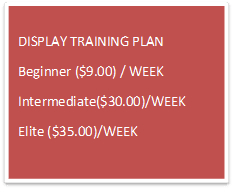 DISPLAY TRAINING PLAN
Beginner ($9.00) / WEEK
Intermediate($30.00)/WEEK
Elite ($35.00)/WEEK